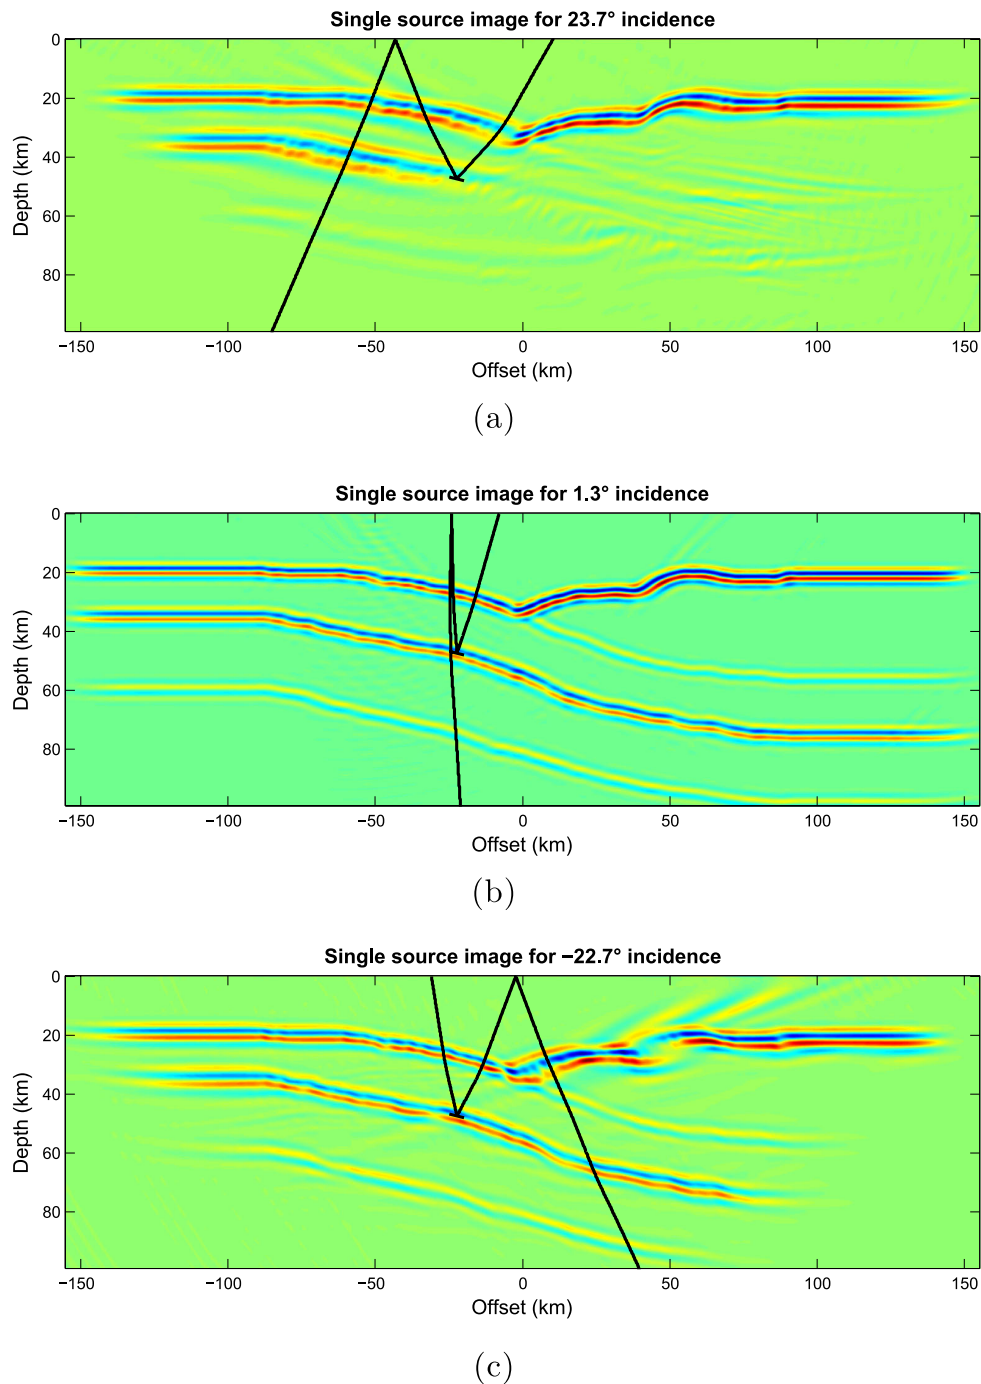 Single source image for 23.7° incidence
0
20
40
60
80
Depth (km)
−150 −100 −50 0 50 100 150
Offset (km)
(a)
Single source image for 1.3° incidence
0
20
40
60
80
Depth (km)
−150 −100 −50 0 50 100 150
Offset (km)
(b)
Single source image for −22.7° incidence
0
20
40
60
80
Depth (km)
−150 −100 −50 0 50 100 150
Offset (km)
(c)